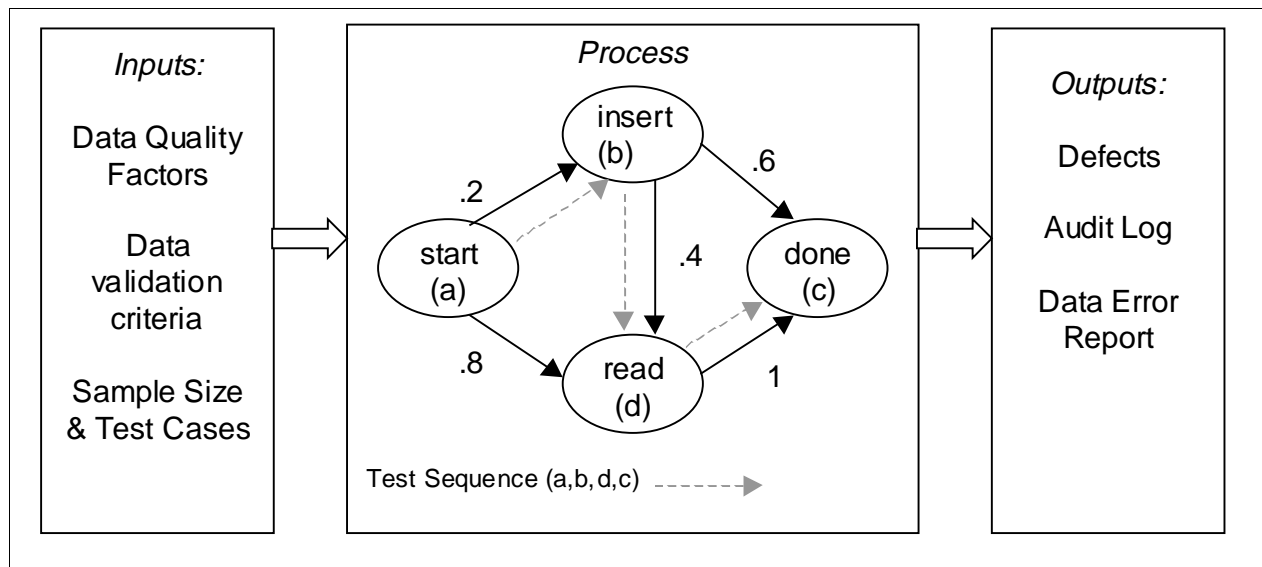 Inputs:
Data Quality
Factors
Data
validation
criteria
Sample Size
& Test Cases
Process
insert
(b)
.6
.2
start
(a)
.4
done
(c)
.8
read
(d)
1
Test Sequence (a,b,d,c)
Outputs:
Defects
Audit Log
Data Error
Report